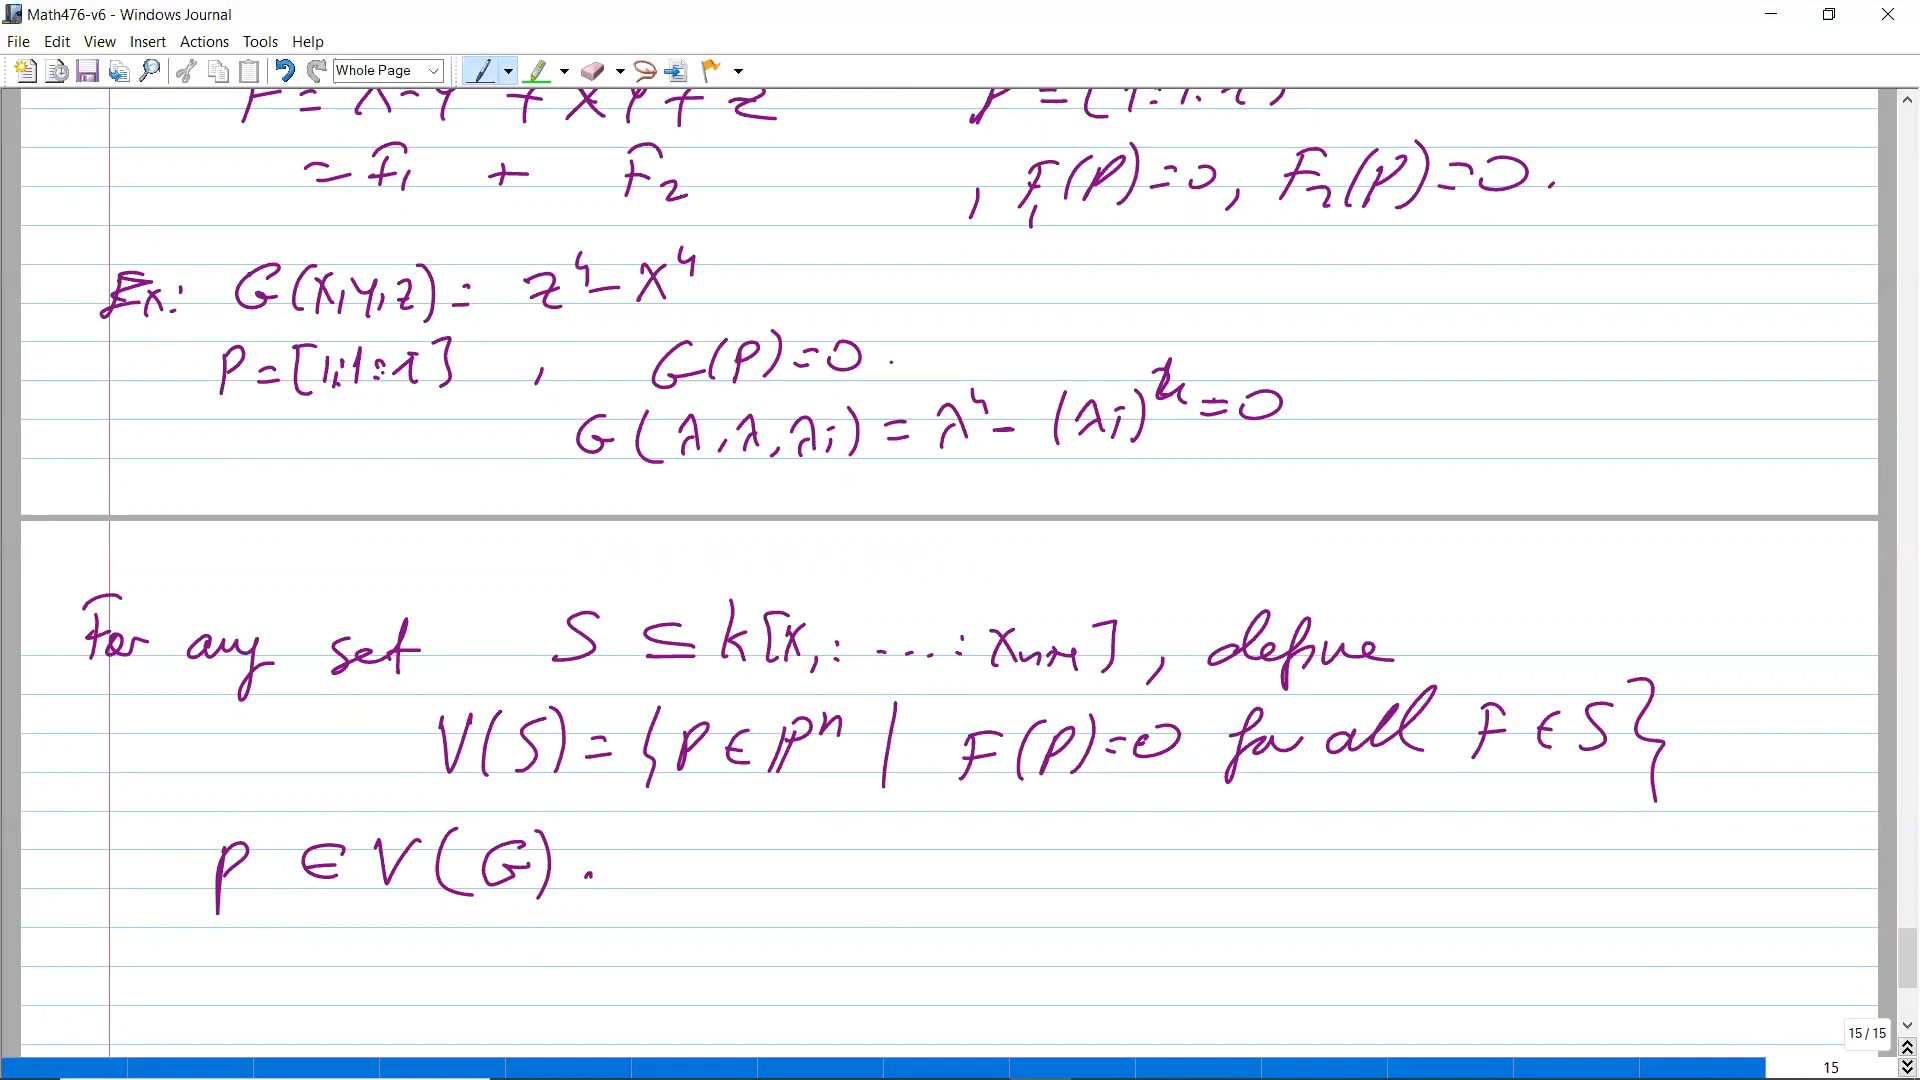 Math476-v6 - Windows Journal
File Edit View Insert Actions Tools Help
Whole Page
= F₁ + F₂ , F₁(P)=0, F₂(P)=0.
Ex: G(x,y,z) = z⁴ - x⁴
P = [1:1:i] , G(P)=0.
G(λ,λ,λi) = λ⁴ - (λi)⁴ = 0
For any set S ⊆ k[x₁: ....: xₙ₊₁], define
V(S) = {P ∈ ℙⁿ | F(P)=0 for all F ∈ S}
P ∈ V(G).
15 / 15
15